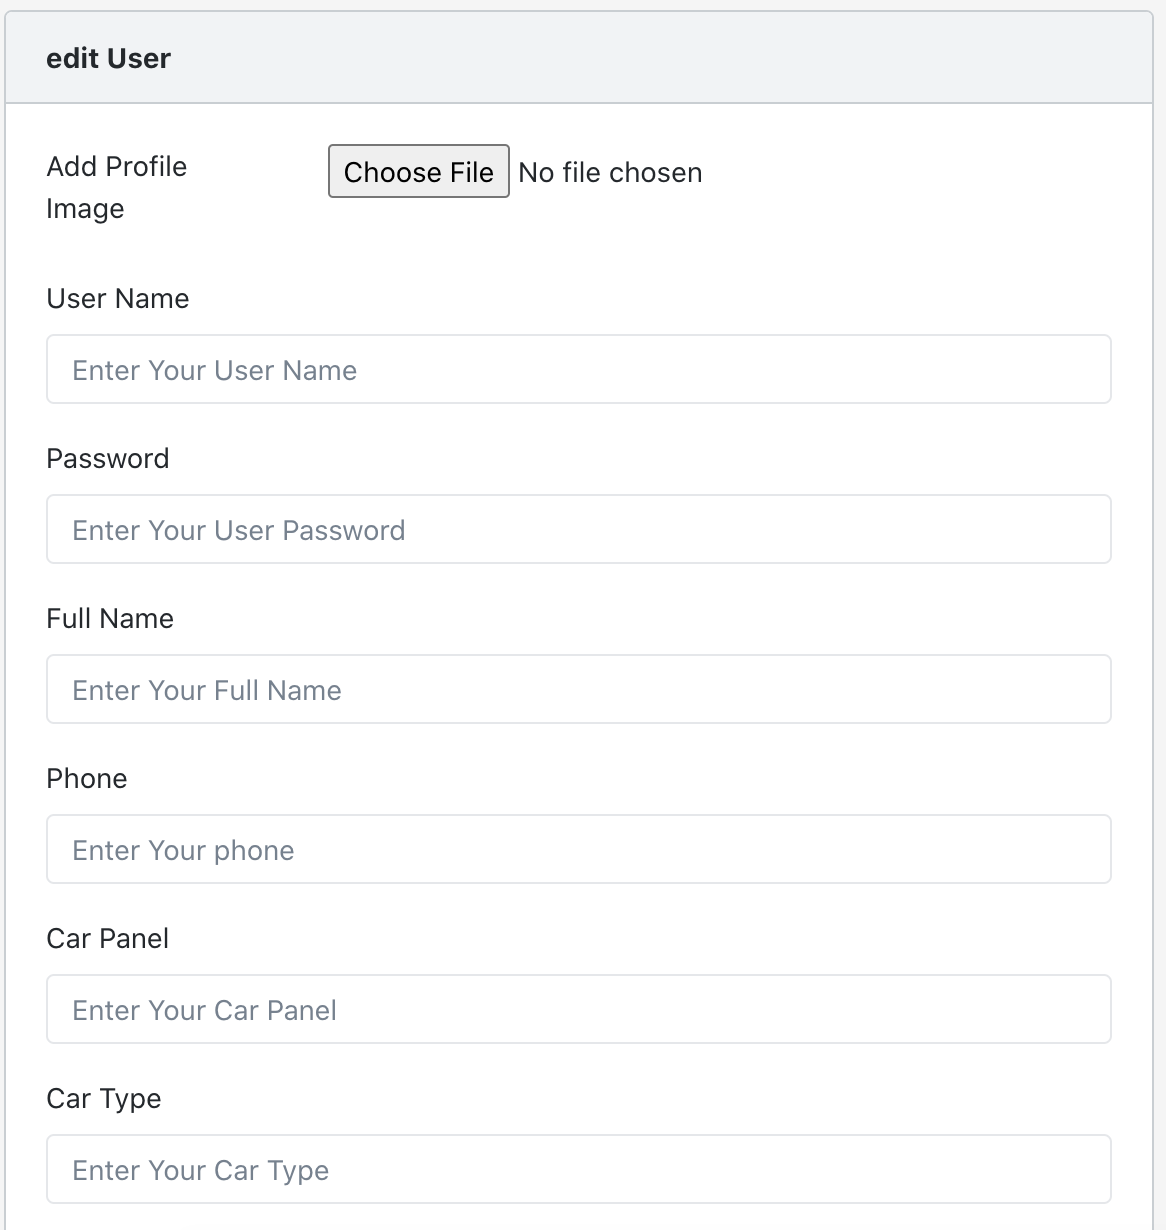 edit User
Add Profile
Image
Choose File No file chosen
User Name
Enter Your User Name
Password
Enter Your User Password
Full Name
Enter Your Full Name
Phone
Enter Your phone
Car Panel
Enter Your Car Panel
Car Type
Enter Your Car Type